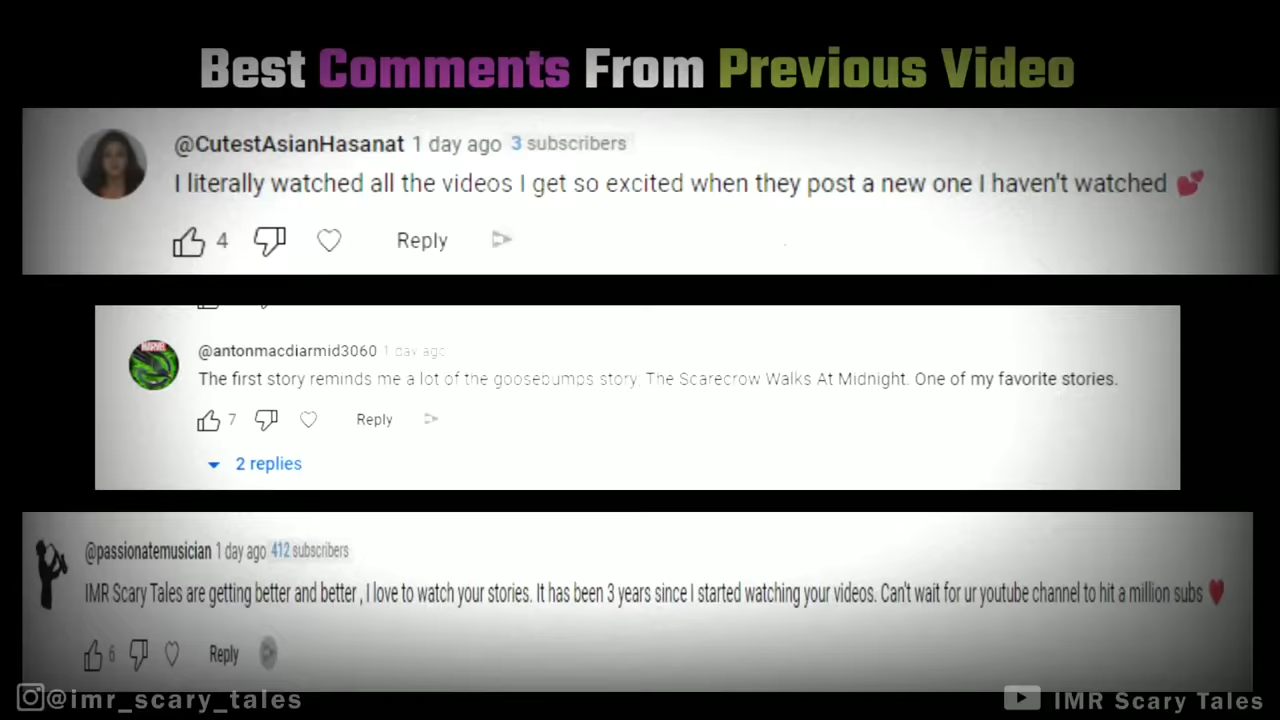 Best Comments From Previous Video
@CutestAsianHasanat 1 day ago 3 subscribers
I literally watched all the videos I get so excited when they post a new one I haven't watched 💕
4 Reply
MARVEL
@antonmacdiarmid3060 1 day ago
The first story reminds me a lot of the goosebumps story, The Scarecrow Walks At Midnight. One of my favorite stories.
7 Reply
2 replies
@passionatemusician 1 day ago 412 subscribers
IMR Scary Tales are getting better and better , I love to watch your stories. It has been 3 years since I started watching your videos. Can't wait for ur youtube channel to hit a million subs ♥
6 Reply
@imr_scary_tales
IMR Scary Tales